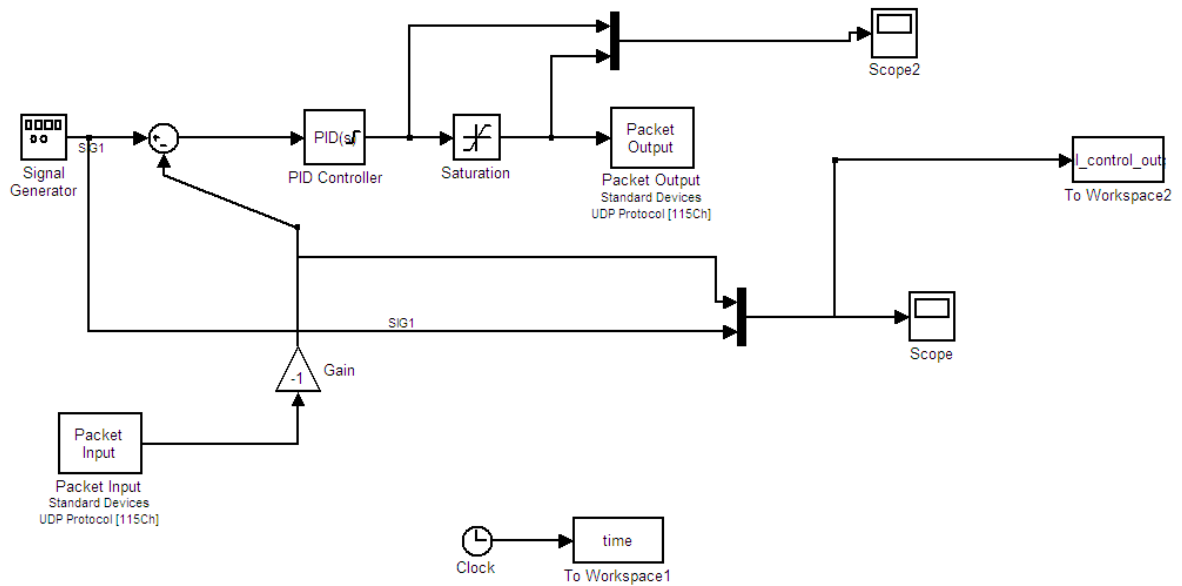 Scope2
SIG1
Signal
Generator
PID(s)
PID Controller
Saturation
Packet
Output
Packet Output
Standard Devices
UDP Protocol [115Ch]
I_control_out
To Workspace2
SIG1
Scope
-1
Gain
Packet
Input
Packet Input
Standard Devices
UDP Protocol [115Ch]
Clock
time
To Workspace1